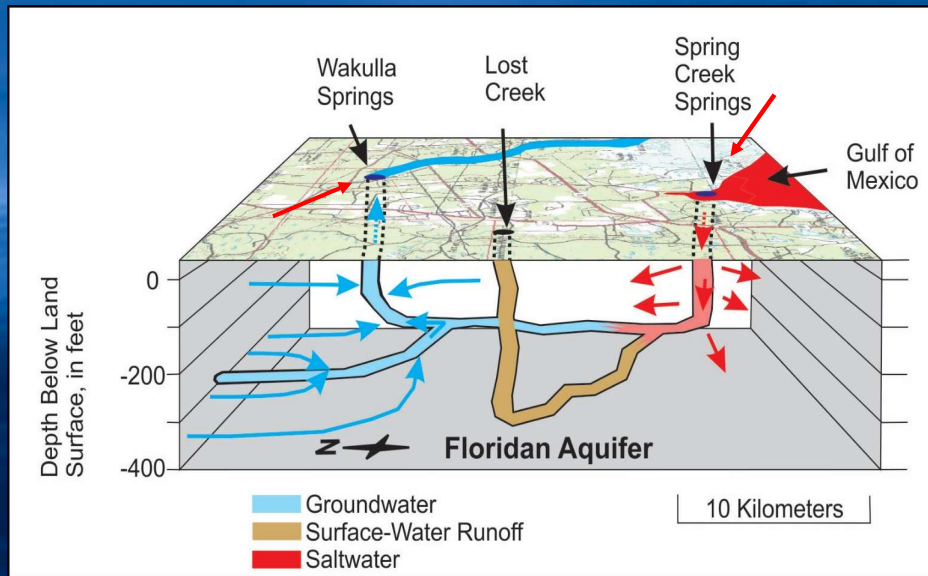 Wakulla
Springs
Lost
Creek
Spring
Creek
Springs
Gulf of
Mexico
Depth Below Land
Surface, in feet
0
-200
-400
N
Floridan Aquifer
Groundwater
Surface-Water Runoff
Saltwater
10 Kilometers